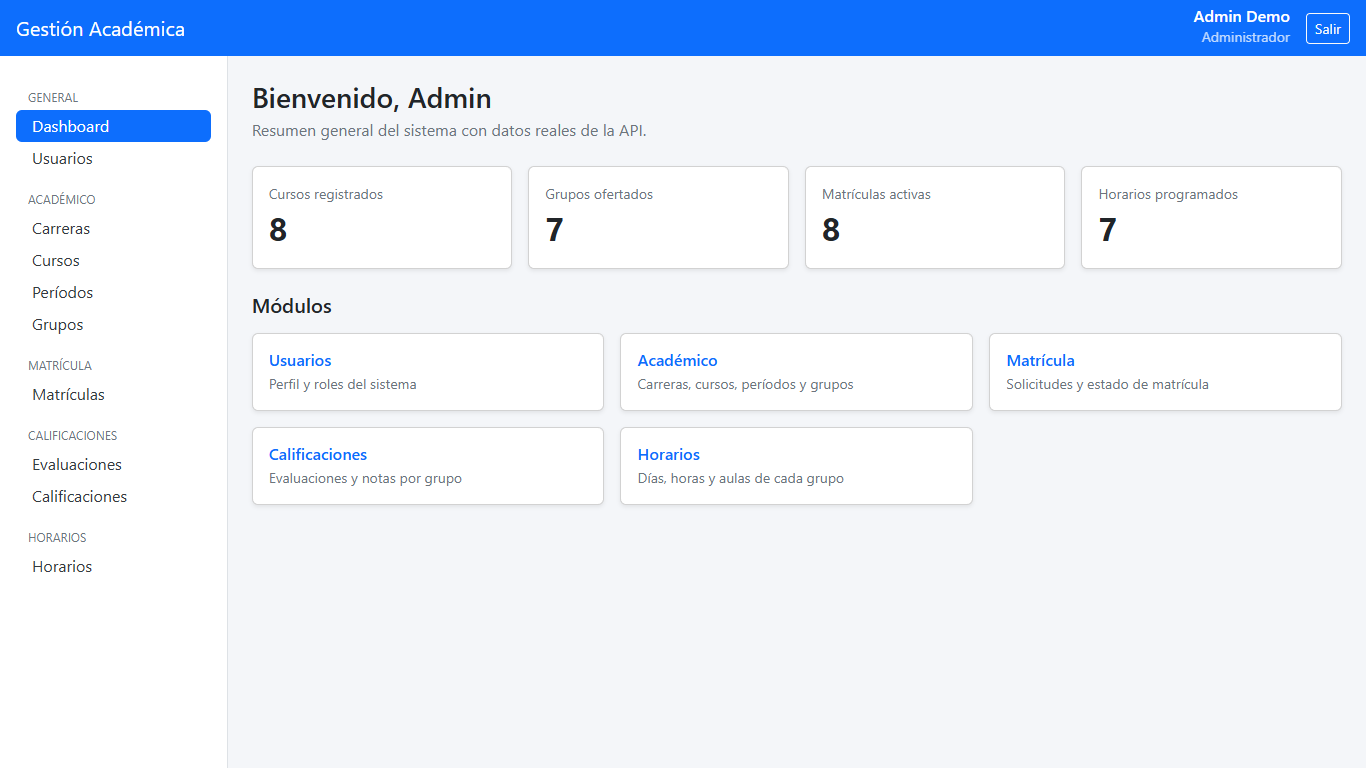 Gestión Académica
Admin Demo
Administrador
Salir
GENERAL
Dashboard
Usuarios
ACADÉMICO
Carreras
Cursos
Períodos
Grupos
MATRÍCULA
Matrículas
CALIFICACIONES
Evaluaciones
Calificaciones
HORARIOS
Horarios
Bienvenido, Admin
Resumen general del sistema con datos reales de la API.
Cursos registrados
8
Grupos ofertados
7
Matrículas activas
8
Horarios programados
7
Módulos
Usuarios
Perfil y roles del sistema
Académico
Carreras, cursos, períodos y grupos
Matrícula
Solicitudes y estado de matrícula
Calificaciones
Evaluaciones y notas por grupo
Horarios
Días, horas y aulas de cada grupo